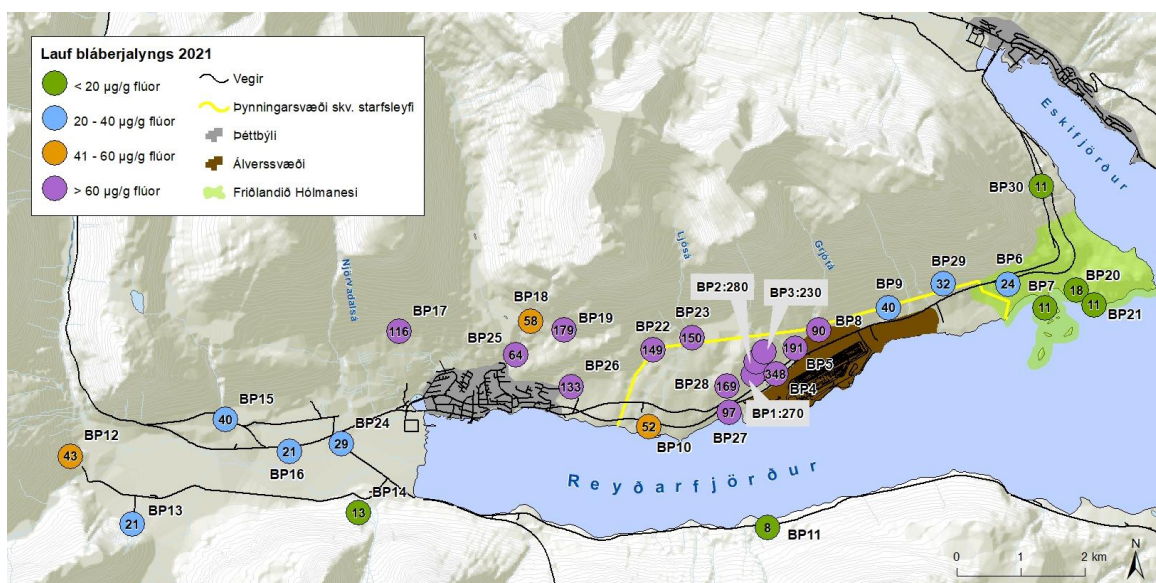 Lauf bláberjalyngs 2021
< 20 µg/g flúor
20 - 40 µg/g flúor
41 - 60 µg/g flúor
> 60 µg/g flúor
Vegir
Þynningarsvæði skv. starfsleyfi
Þéttbýli
Álverssvæði
Friðlandið Hólmanesi
Eskifjörður
BP30
11
BP29
32
BP6
24
BP7
11
BP20
18
BP21
11
BP9
40
Grjótá
Ljósá
Njörvadalsá
BP2:280
BP3:230
BP8
90
BP18
58
BP17
116
BP19
179
BP22
149
BP23
150
BP25
64
BP5
191
BP26
133
BP28
169
BP4
348
BP1:270
BP27
97
BP10
52
BP15
40
BP24
29
BP12
43
BP16
21
BP14
13
BP13
21
Reyðarfjörður
BP11
8
0 1 2 km
N